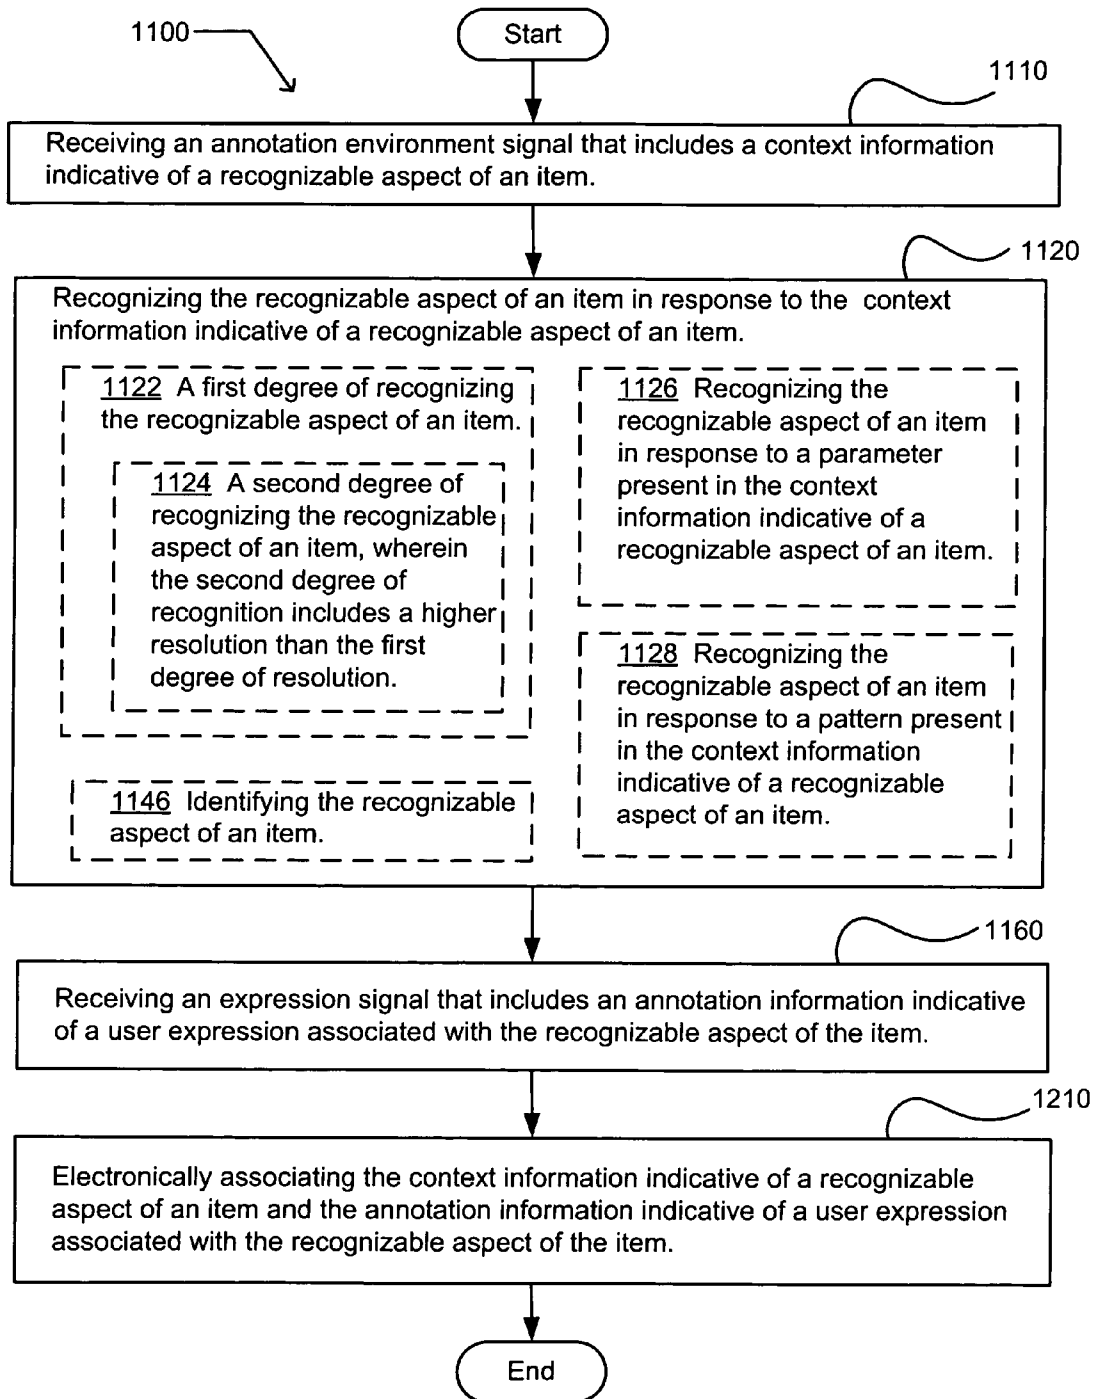 1100
Start
1110
Receiving an annotation environment signal that includes a context information
indicative of a recognizable aspect of an item.
1120
Recognizing the recognizable aspect of an item in response to the context
information indicative of a recognizable aspect of an item.
1122 A first degree of recognizing
the recognizable aspect of an item.
1124 A second degree of
recognizing the recognizable
aspect of an item, wherein
the second degree of
recognition includes a higher
resolution than the first
degree of resolution.
1146 Identifying the recognizable
aspect of an item.
1126 Recognizing the
recognizable aspect of an item
in response to a parameter
present in the context
information indicative of a
recognizable aspect of an item.
1128 Recognizing the
recognizable aspect of an item
in response to a pattern present
in the context information
indicative of a recognizable
aspect of an item.
1160
Receiving an expression signal that includes an annotation information indicative
of a user expression associated with the recognizable aspect of the item.
1210
Electronically associating the context information indicative of a recognizable
aspect of an item and the annotation information indicative of a user expression
associated with the recognizable aspect of the item.
End